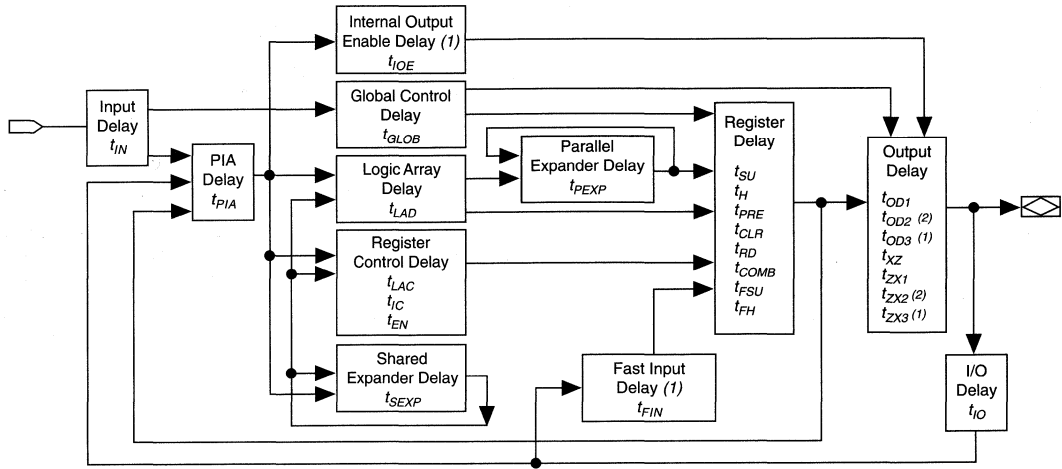 Internal Output
Enable Delay (1)
tIOE
Input
Delay
tIN
Global Control
Delay
tGLOB
PIA
Delay
tPIA
Logic Array
Delay
tLAD
Parallel
Expander Delay
tPEXP
Register
Delay
tSU
tH
tPRE
tCLR
tRD
tCOMB
tFSU
tFH
Output
Delay
tOD1
tOD2 (2)
tOD3 (1)
tXZ
tZX1
tZX2 (2)
tZX3 (1)
Register
Control Delay
tLAC
tIC
tEN
Shared
Expander Delay
tSEXP
Fast Input
Delay (1)
tFIN
I/O
Delay
tIO